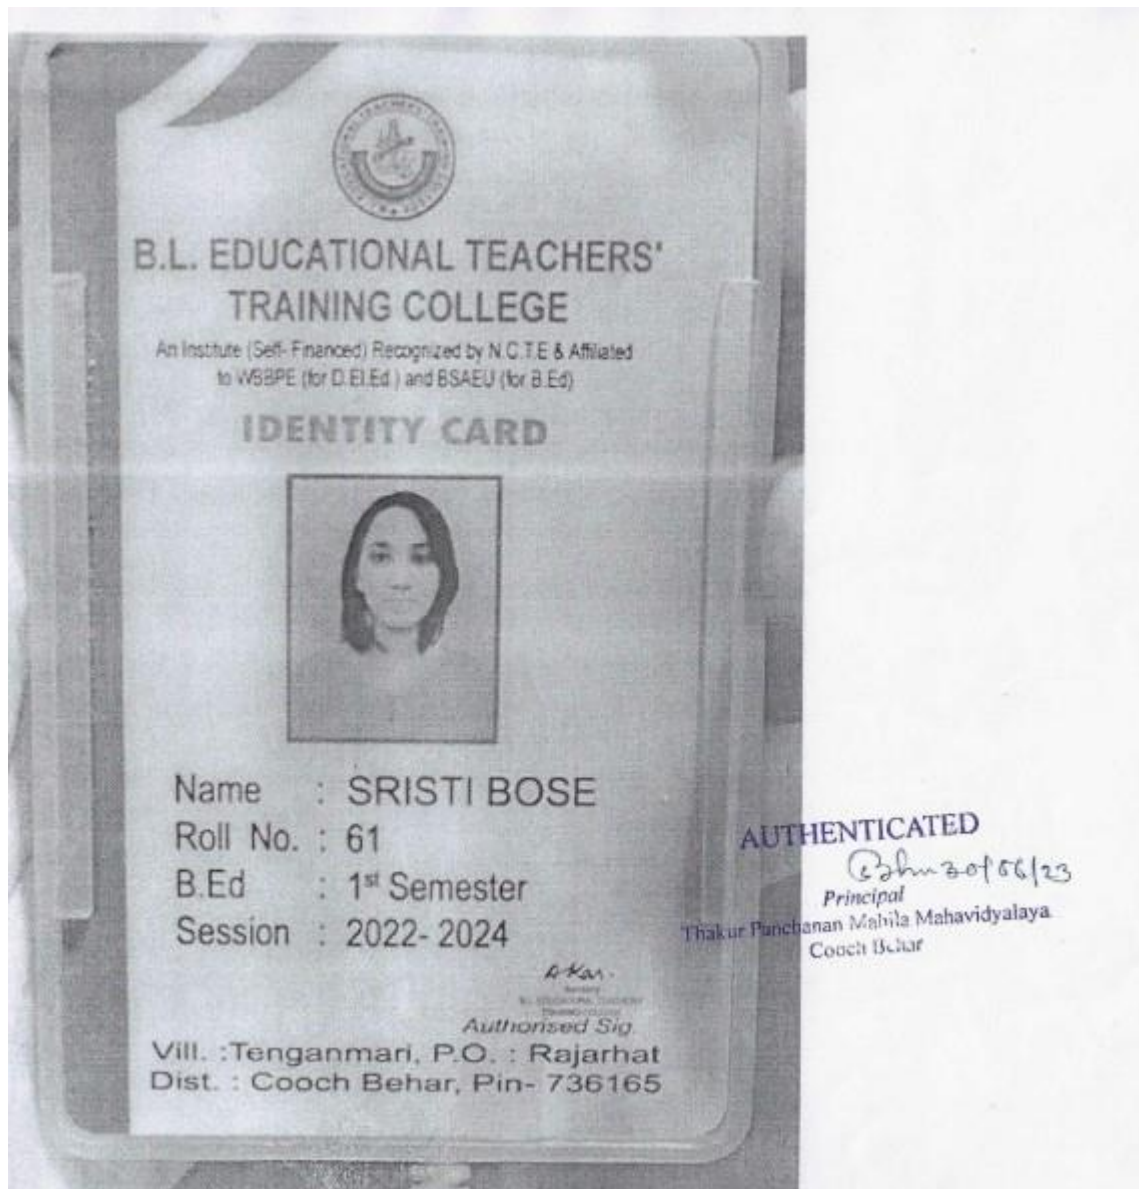 B.L. EDUCATIONAL TEACHERS'
TRAINING COLLEGE
An Institute (Self- Financed) Recognized by N.C.T.E & Affiliated
to WBBPE (for D.El.Ed.) and BSAEU (for B.Ed)
IDENTITY CARD
Name : SRISTI BOSE
Roll No. : 61
B.Ed : 1st Semester
Session : 2022-2024
Authorised Sig.
Vill. :Tenganmari, P.O. : Rajarhat
Dist. : Cooch Behar, Pin- 736165
AUTHENTICATED
30/06/23
Principal
Thakur Panchanan Mahila Mahavidyalaya
Cooch Behar